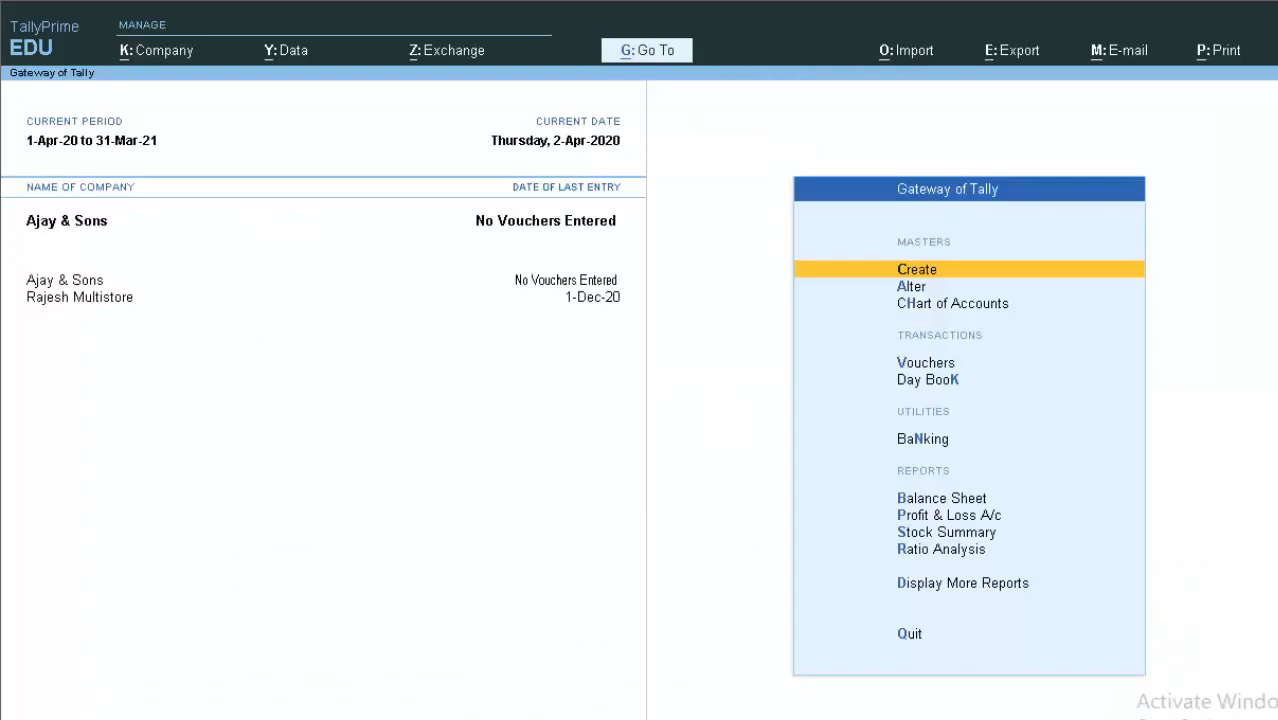 TallyPrime
EDU
MANAGE
K: Company
Y: Data
Z: Exchange
G: Go To
O: Import
E: Export
M: E-mail
P: Print
Gateway of Tally
CURRENT PERIOD
CURRENT DATE
1-Apr-20 to 31-Mar-21
Thursday, 2-Apr-2020
NAME OF COMPANY
DATE OF LAST ENTRY
Ajay & Sons
No Vouchers Entered
Ajay & Sons
No Vouchers Entered
Rajesh Multistore
1-Dec-20
Gateway of Tally
MASTERS
Create
Alter
CHart of Accounts
TRANSACTIONS
Vouchers
Day BooK
UTILITIES
BaNking
REPORTS
Balance Sheet
Profit & Loss A/c
Stock Summary
Ratio Analysis
Display More Reports
Quit
Activate Windo